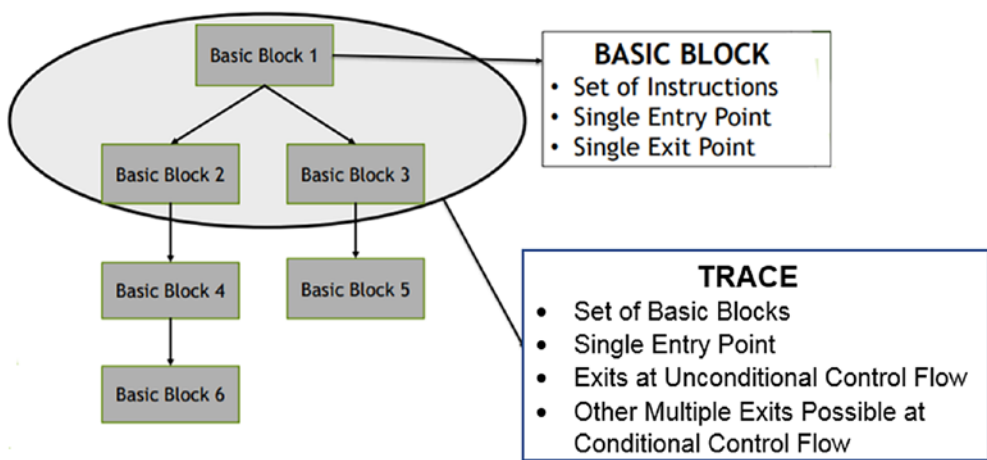 Basic Block 1
BASIC BLOCK
• Set of Instructions
• Single Entry Point
• Single Exit Point
Basic Block 2
Basic Block 3
Basic Block 4
Basic Block 5
Basic Block 6
TRACE
• Set of Basic Blocks
• Single Entry Point
• Exits at Unconditional Control Flow
• Other Multiple Exits Possible at
Conditional Control Flow